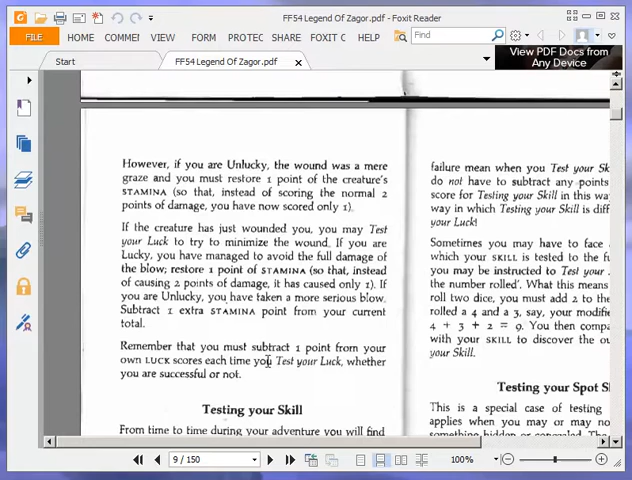 FF54 Legend Of Zagor.pdf - Foxit Reader
FILE HOME COMMEI VIEW FORM PROTEC SHARE FOXIT C HELP Find
View PDF Docs from
Any Device
Start FF54 Legend Of Zagor.pdf
However, if you are Unlucky, the wound was a mere
graze and you must restore 1 point of the creature's
STAMINA (so that, instead of scoring the normal 2
points of damage, you have now scored only 1).
If the creature has just wounded you, you may Test
your Luck to try to minimize the wound. If you are
Lucky, you have managed to avoid the full damage of
the blow; restore 1 point of STAMINA (so that, instead
of causing 2 points of damage, it has caused only 1). If
you are Unlucky, you have taken a more serious blow.
Subtract 1 extra STAMINA point from your current
total.
Remember that you must subtract 1 point from your
own LUCK scores each time you Test your Luck, whether
you are successful or not.
Testing your Skill
From time to time during your adventure you will find
failure mean when you Test your Sk
do not have to subtract any points
score for Testing your Skill in this way
way in which Testing your Skill is diff
your Luck!
Sometimes you may have to face
which your SKILL is tested to the fu
you may be instructed to Test your
the number rolled'. What this means
roll two dice, you must add 2 to the
rolled a 4 and a 3, say, your modifie
4 + 3 + 2 = 9. You then compa
with your SKILL to discover the ou
your Skill.
Testing your Spot S
This is a special case of testing
applies when you may or may no
something hidden or concealed. The
9 / 150 100%